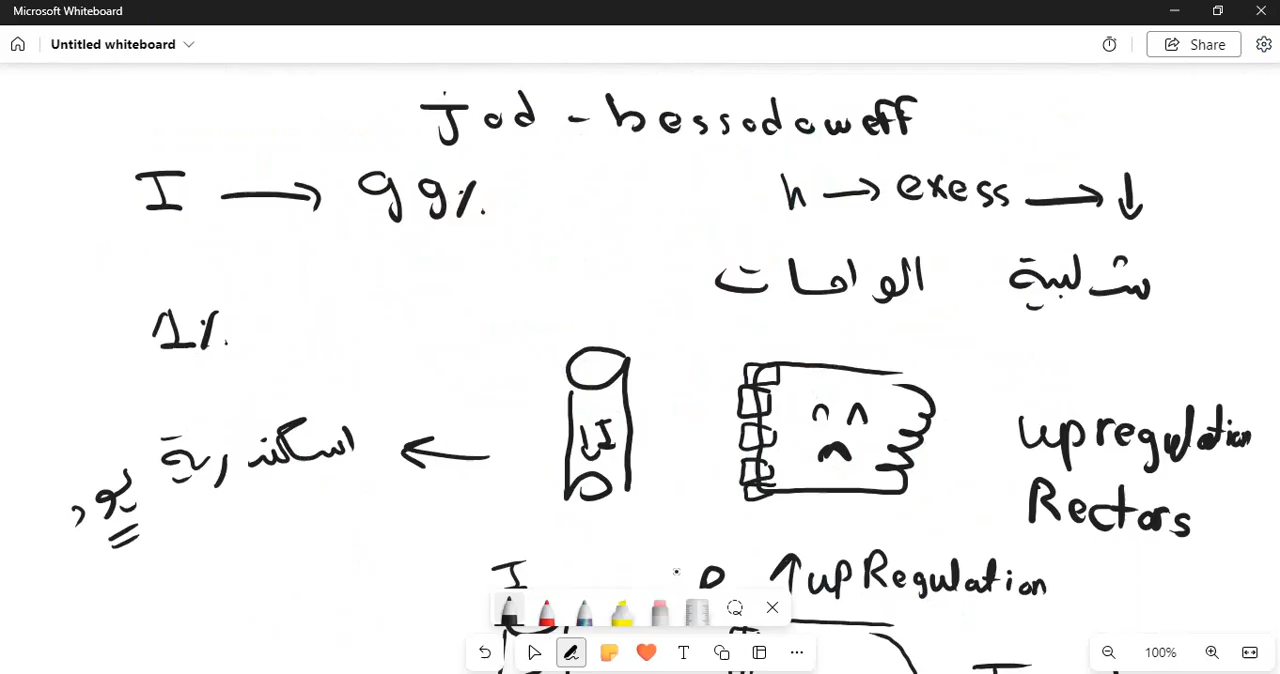 Microsoft Whiteboard
Untitled whiteboard
Share
Jod - bessodoweff
I → 99%.
h → exess → ↓
شلبية الواحات
1%.
I
upregulation
Rectors
← اسكندرية
يود
I
↑ upRegulation
T
100%